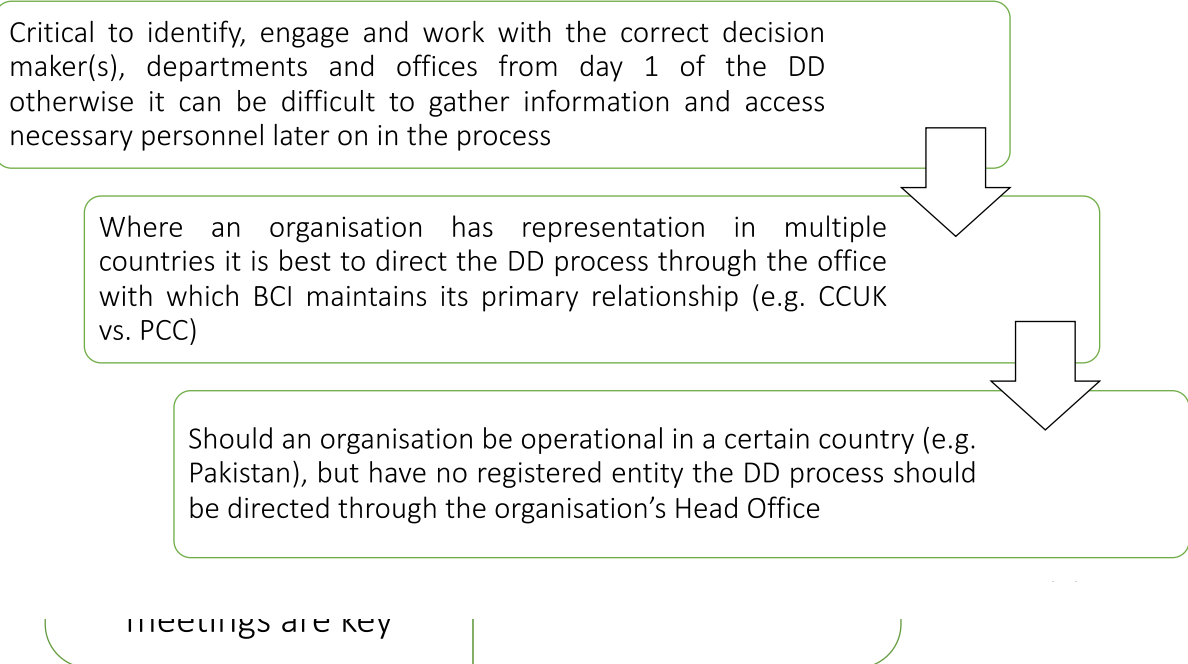 Critical to identify, engage and work with the correct decision
maker(s), departments and offices from day 1 of the DD
otherwise it can be difficult to gather information and access
necessary personnel later on in the process
Where an organisation has representation in multiple
countries it is best to direct the DD process through the office
with which BCI maintains its primary relationship (e.g. CCUK
vs. PCC)
Should an organisation be operational in a certain country (e.g.
Pakistan), but have no registered entity the DD process should
be directed through the organisation’s Head Office
meetings are key